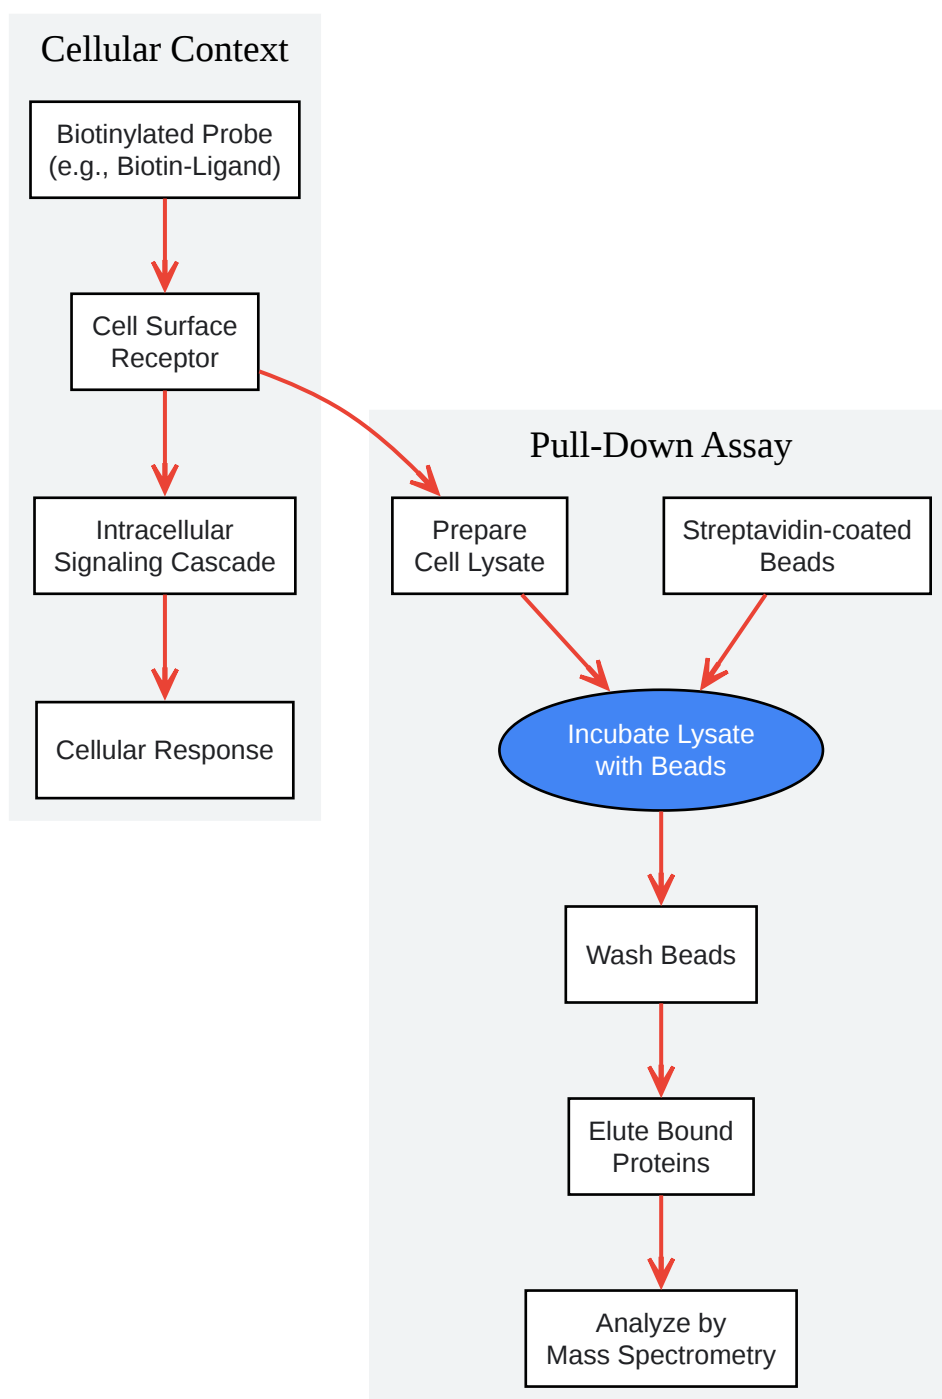 Cellular Context
Biotinylated Probe
(e.g., Biotin-Ligand)
Cell Surface
Receptor
Intracellular
Signaling Cascade
Cellular Response
Pull-Down Assay
Prepare
Cell Lysate
Streptavidin-coated
Beads
Incubate Lysate
with Beads
Wash Beads
Elute Bound
Proteins
Analyze by
Mass Spectrometry